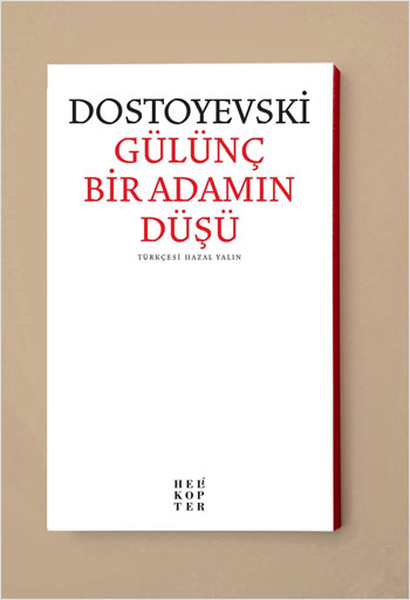 DOSTOYEVSKİ
GÜLÜNÇ
BİR ADAMIN
DÜŞÜ
TÜRKÇESİ HAZAL YALIN
HELİ
KOP
TER